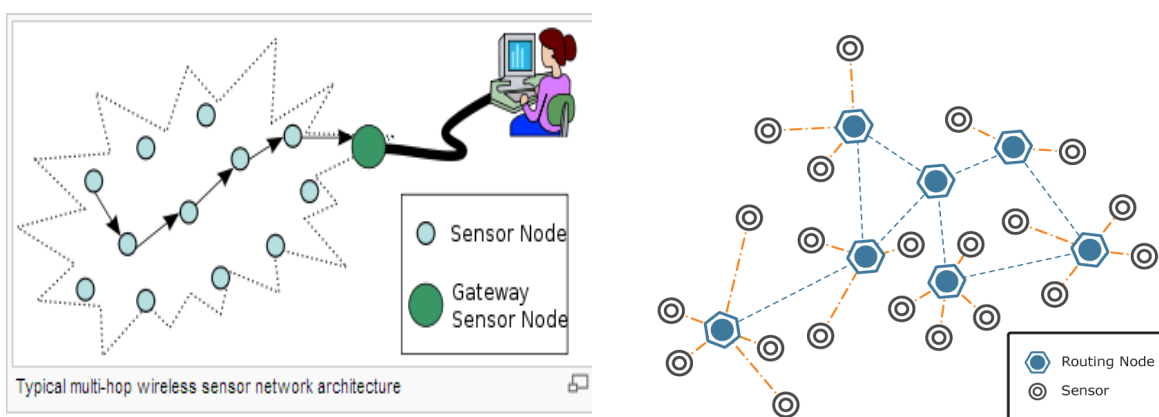 Sensor Node
Gateway
Sensor Node
Typical multi-hop wireless sensor network architecture
Routing Node
Sensor